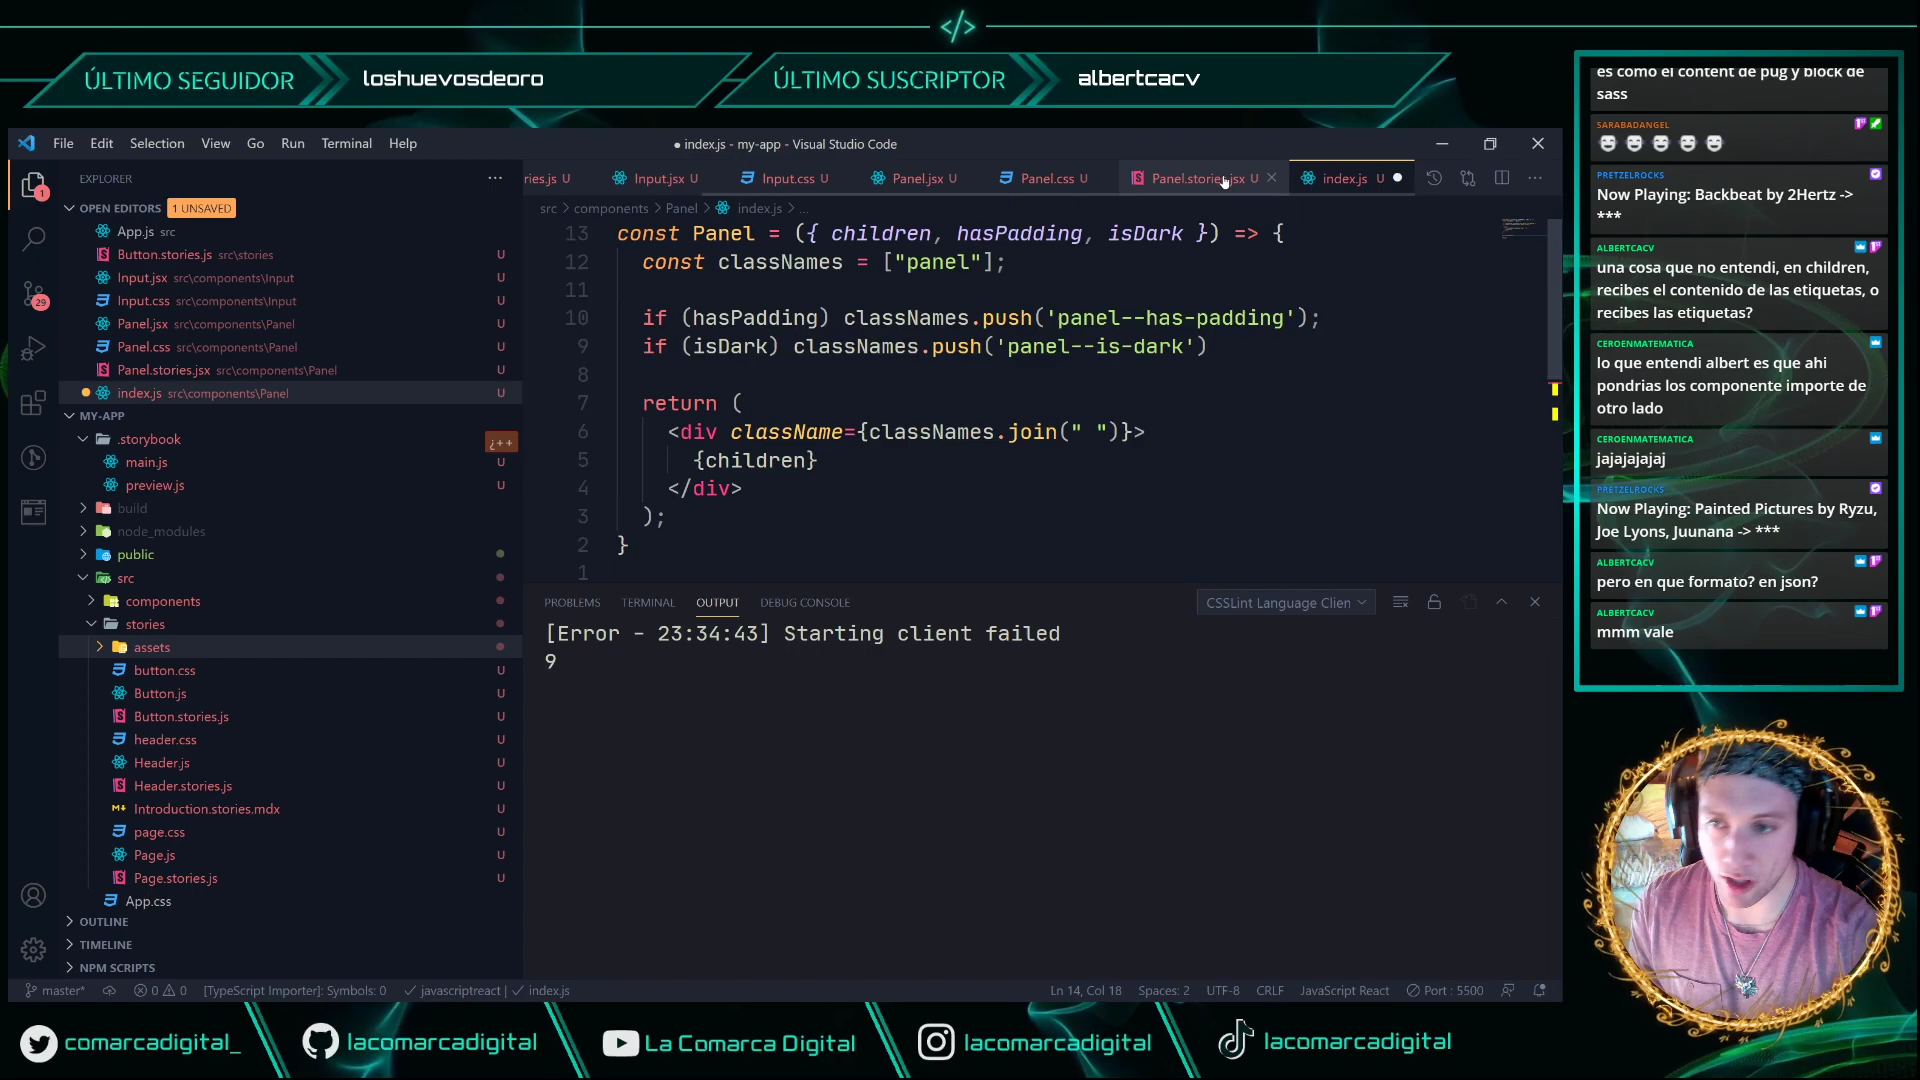 </>
ÚLTIMO SEGUIDOR
loshuevosdeoro
ÚLTIMO SUSCRIPTOR
albertcacv
File Edit Selection View Go Run Terminal Help
● index.js - my-app - Visual Studio Code
EXPLORER
OPEN EDITORS 1 UNSAVED
App.js src
Button.stories.js src\stories U
Input.jsx src\components\Input U
Input.css src\components\Input U
Panel.jsx src\components\Panel U
Panel.css src\components\Panel U
Panel.stories.jsx src\components\Panel U
index.js src\components\Panel U
MY-APP
.storybook ¿++
main.js U
preview.js U
build
node_modules
public
src
components
stories
assets
button.css U
Button.js U
Button.stories.js U
header.css U
Header.js U
Header.stories.js U
Introduction.stories.mdx U
page.css U
Page.js U
Page.stories.js U
App.css
OUTLINE
TIMELINE
NPM SCRIPTS
1
29
ries.js U Input.jsx U Input.css U Panel.jsx U Panel.css U Panel.stories.jsx U index.js U
src > components > Panel > index.js > ...
13 const Panel = ({ children, hasPadding, isDark }) => {
12 const classNames = ["panel"];
11
10 if (hasPadding) classNames.push('panel--has-padding');
9 if (isDark) classNames.push('panel--is-dark')
8
7 return (
6 <div className={classNames.join(" ")}>
5 {children}
4 </div>
3 );
2 }
1
PROBLEMS TERMINAL OUTPUT DEBUG CONSOLE CSSLint Language Clien
[Error - 23:34:43] Starting client failed
9
master* 0 0 [TypeScript Importer]: Symbols: 0 javascriptreact | index.js
Ln 14, Col 18 Spaces: 2 UTF-8 CRLF JavaScript React Port : 5500
es como el content de pug y block de
sass
SARABADANGEL
PRETZELROCKS
Now Playing: Backbeat by 2Hertz ->
***
ALBERTCACV
una cosa que no entendi, en children,
recibes el contenido de las etiquetas, o
recibes las etiquetas?
CEROENMATEMATICA
lo que entendi albert es que ahi
pondrias los componente importe de
otro lado
CEROENMATEMATICA
jajajajajaj
PRETZELROCKS
Now Playing: Painted Pictures by Ryzu,
Joe Lyons, Juunana -> ***
ALBERTCACV
pero en que formato? en json?
ALBERTCACV
mmm vale
comarcadigital_
lacomarcadigital
La Comarca Digital
lacomarcadigital
lacomarcadigital